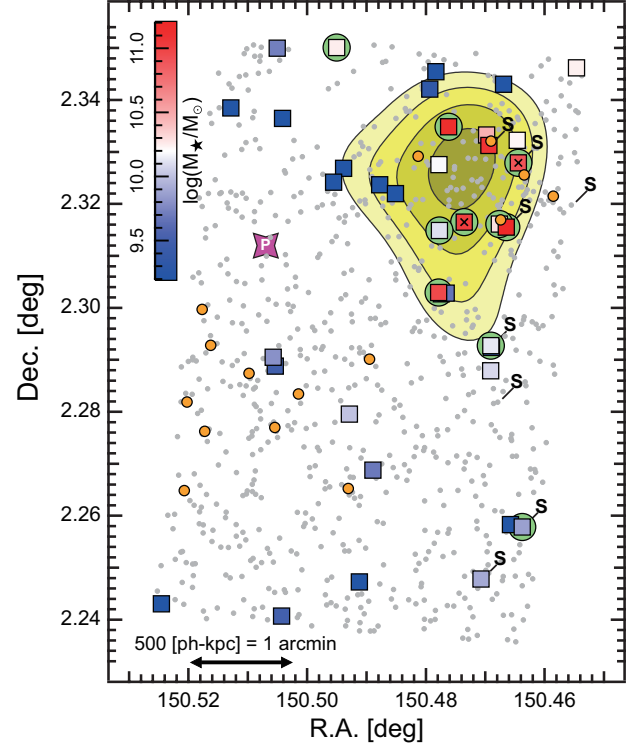 11.0
10.5
10.0
9.5
log(M★/M☉)
2.34
2.32
2.30
2.28
2.26
2.24
Dec. [deg]
S
S
S
S
P
S
S
S
S
500 [ph-kpc] = 1 arcmin
150.52
150.50
150.48
150.46
R.A. [deg]